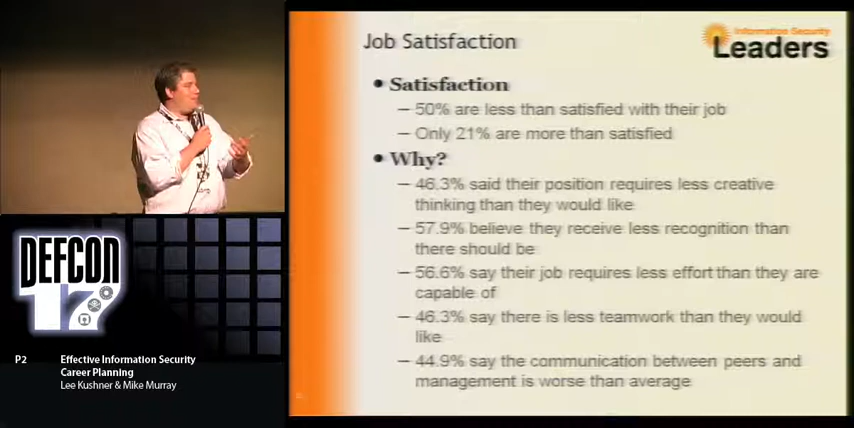 Job Satisfaction
Information Security
Leaders
• Satisfaction
– 50% are less than satisfied with their job
– Only 21% are more than satisfied
• Why?
– 46.3% said their position requires less creative
thinking than they would like
– 57.9% believe they receive less recognition than
there should be
– 56.6% say their job requires less effort than they are
capable of
– 46.3% say there is less teamwork than they would
like
– 44.9% say the communication between peers and
management is worse than average
DEFCON
17
P2
Effective Information Security
Career Planning
Lee Kushner & Mike Murray